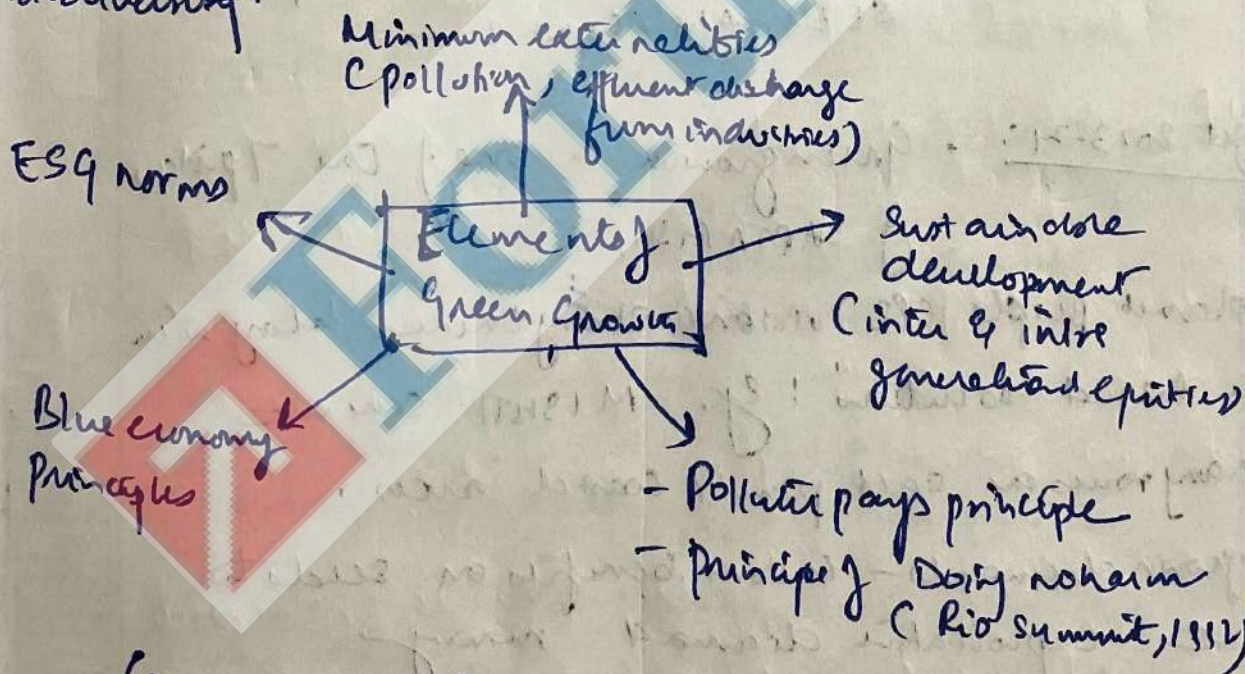 Minimum externalities
(pollution, effluent discharge
from industries)
ESG norms
Elements of
Green Growth
Sustainable
development
(inter & intra
generational equities)
Blue economy
Principles
- Polluter pays principle
- Principle of Doing no harm
(Rio summit, 1992)